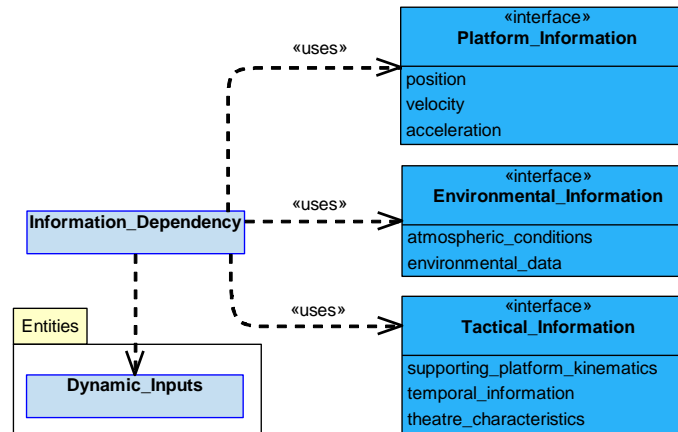 «interface»
Platform_Information
position
velocity
acceleration
«uses»
«interface»
Environmental_Information
atmospheric_conditions
environmental_data
«uses»
Information_Dependency
«interface»
Tactical_Information
supporting_platform_kinematics
temporal_information
theatre_characteristics
«uses»
Entities
Dynamic_Inputs